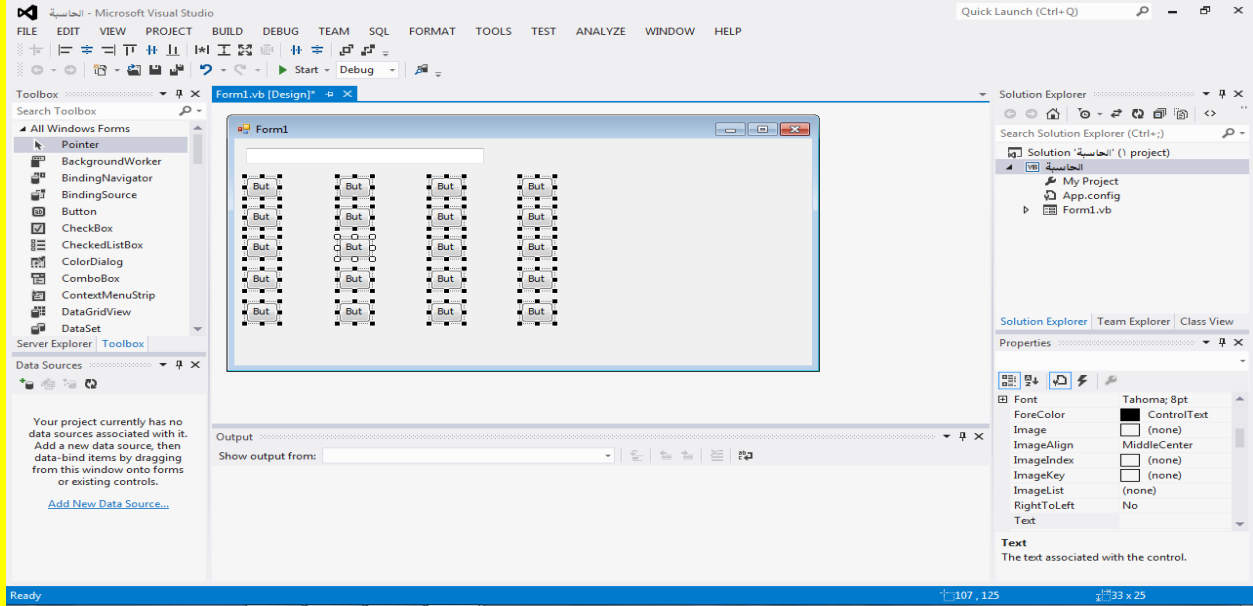 الحاسبة - Microsoft Visual Studio
Quick Launch (Ctrl+Q)
FILE EDIT VIEW PROJECT BUILD DEBUG TEAM SQL FORMAT TOOLS TEST ANALYZE WINDOW HELP
Start Debug
Toolbox
Search Toolbox
All Windows Forms
Pointer
BackgroundWorker
BindingNavigator
BindingSource
Button
CheckBox
CheckedListBox
ColorDialog
ComboBox
ContextMenuStrip
DataGridView
DataSet
Server Explorer Toolbox
Data Sources
Your project currently has no
data sources associated with it.
Add a new data source, then
data-bind items by dragging
from this window onto forms
or existing controls.
Add New Data Source...
Form1.vb [Design]*
Form1
But But But But
But But But But
But But But But
But But But But
But But But But
Output
Show output from:
Solution Explorer
Search Solution Explorer (Ctrl+;)
Solution 'الحاسبة' (١ project)
الحاسبة
My Project
App.config
Form1.vb
Solution Explorer Team Explorer Class View
Properties
Font Tahoma; 8pt
ForeColor ControlText
Image (none)
ImageAlign MiddleCenter
ImageIndex (none)
ImageKey (none)
ImageList (none)
RightToLeft No
Text
Text
The text associated with the control.
Ready
107 , 125
33 x 25